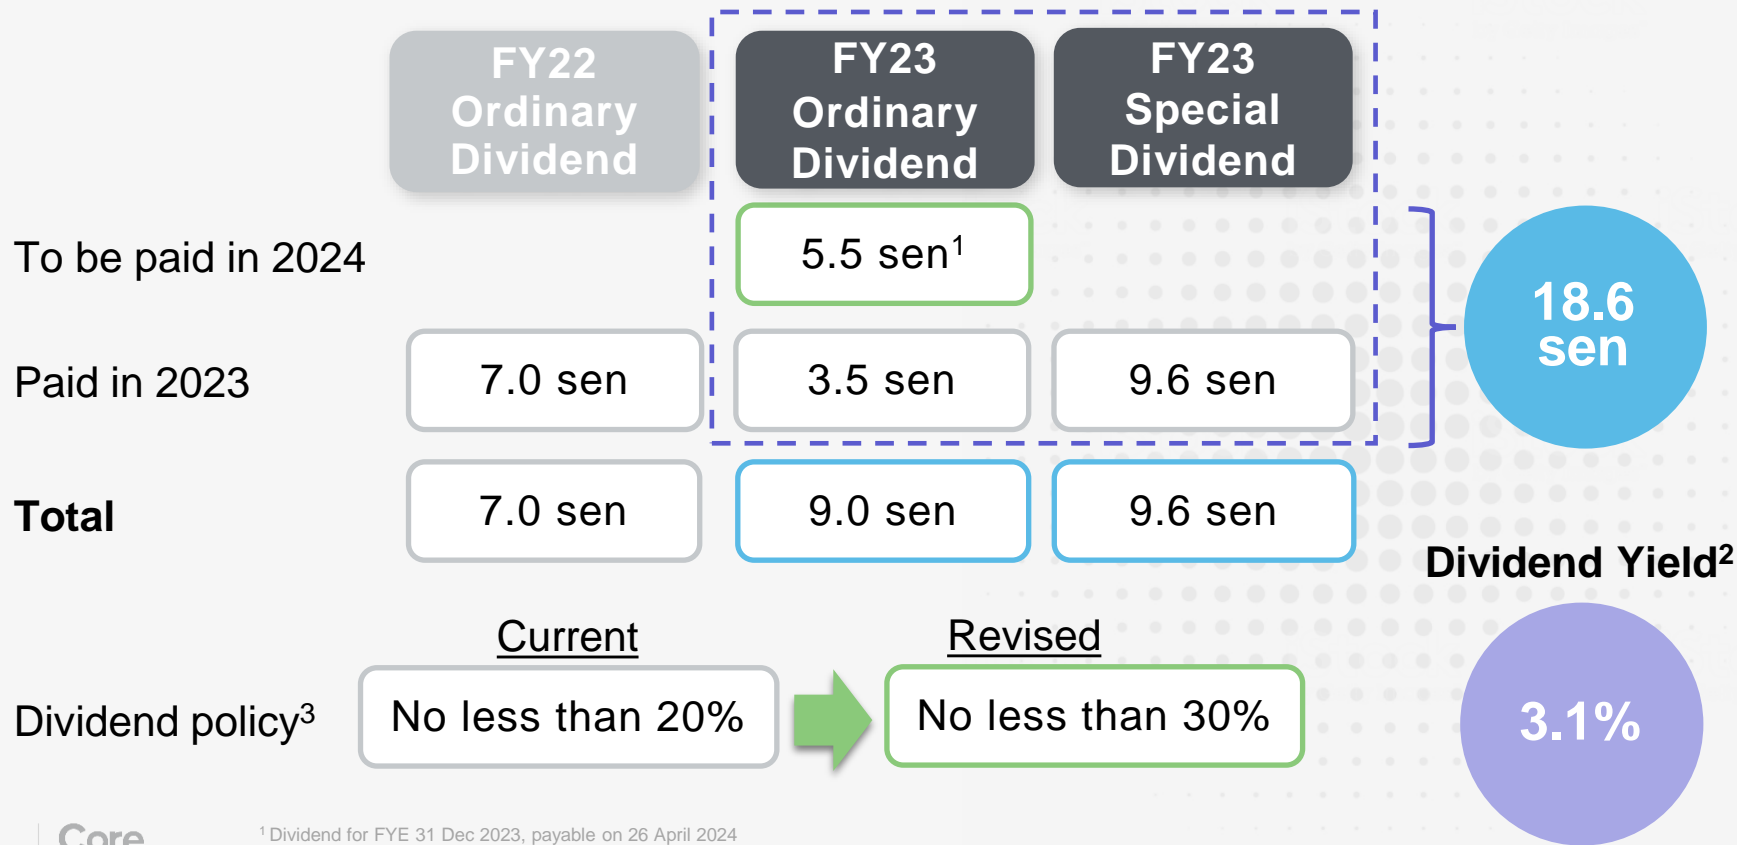 FY22
Ordinary
Dividend
FY23
Ordinary
Dividend
FY23
Special
Dividend
To be paid in 2024
5.5 sen¹
18.6
sen
Paid in 2023
7.0 sen
3.5 sen
9.6 sen
Total
7.0 sen
9.0 sen
9.6 sen
Dividend Yield²
3.1%
Current
Revised
Dividend policy³
No less than 20%
No less than 30%
Core
¹ Dividend for FYE 31 Dec 2023, payable on 26 April 2024